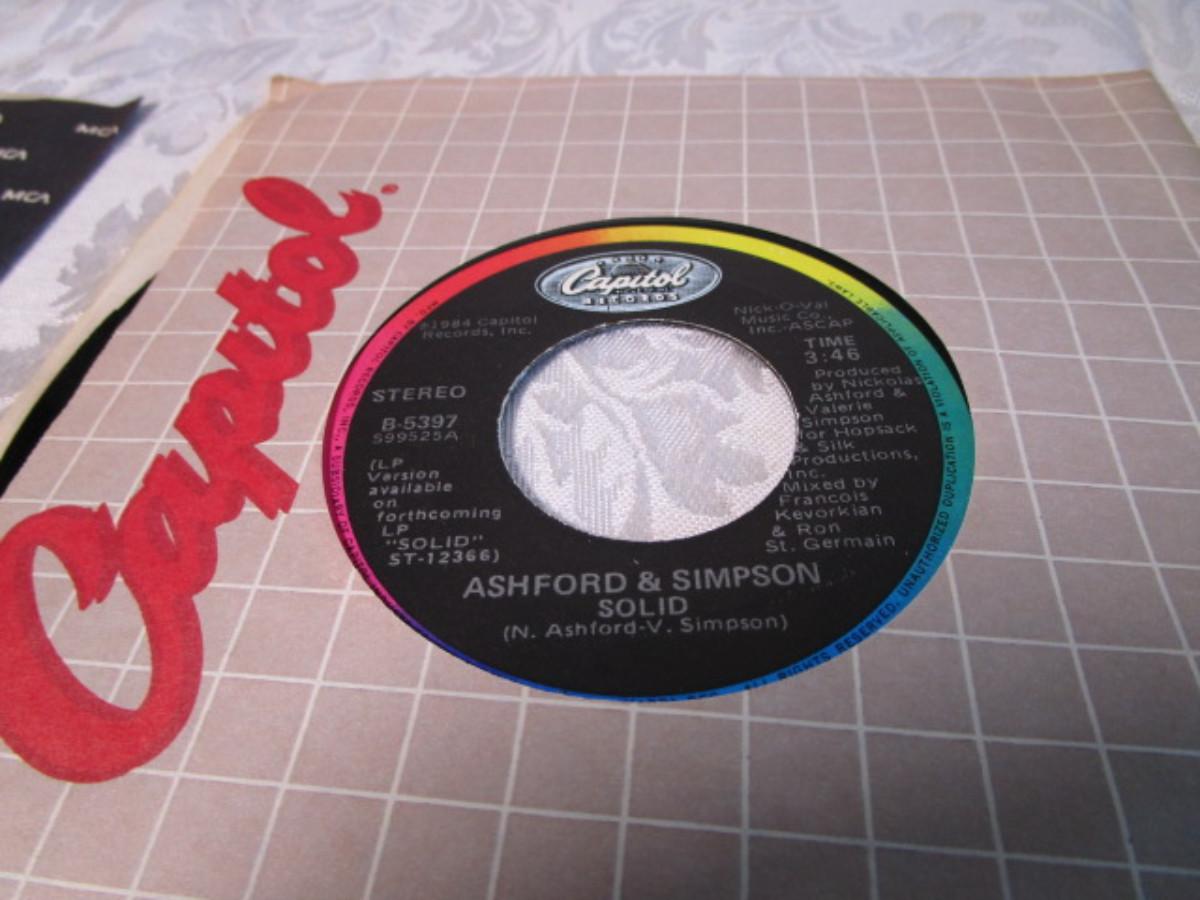 MCA
MCA
MCA
Capitol.
Capitol
RECORDS
℗1984 Capitol
Records, Inc.
Nick-O-Val
Music Co.,
Inc.-ASCAP
STEREO
B-5397
S99525A
TIME
3:46
Produced
by Nickolas
Ashford &
Valerie
Simpson
for Hopsack
& Silk
Productions,
Inc.
Mixed by
Francois
Kevorkian
& Ron
St. Germain
(LP
Version
available
on
forthcoming
LP
"SOLID"
ST-12366)
ASHFORD & SIMPSON
SOLID
(N. Ashford-V. Simpson)
ALL RIGHTS RESERVED. UNAUTHORIZED DUPLICATION IS A VIOLATION OF APPLICABLE LAWS.